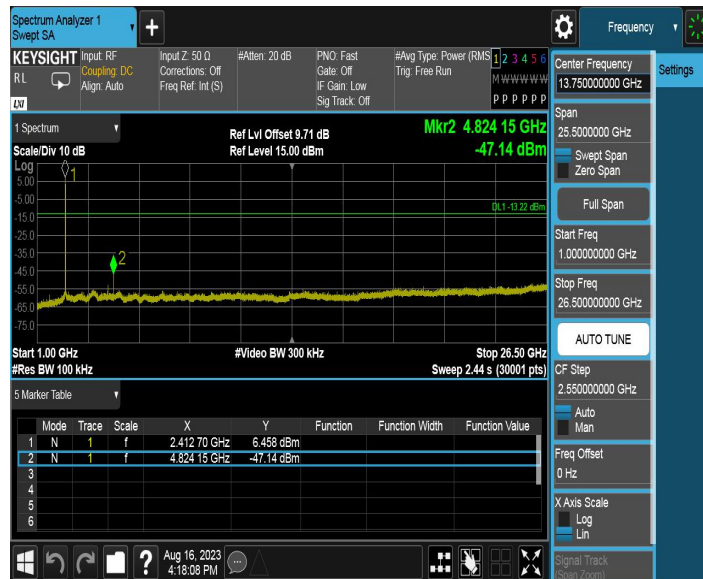 Spectrum Analyzer 1
Swept SA
Frequency
KEYSIGHT
RL
LXI
Input: RF
Coupling: DC
Align: Auto
Input Z: 50 Ω
Corrections: Off
Freq Ref: Int (S)
#Atten: 20 dB
PNO: Fast
Gate: Off
IF Gain: Low
Sig Track: Off
#Avg Type: Power (RMS
Trig: Free Run
1 2 3 4 5 6
M W W W W W
P P P P P P
1 Spectrum
Scale/Div 10 dB
Ref Lvl Offset 9.71 dB
Ref Level 15.00 dBm
Mkr2 4.824 15 GHz
-47.14 dBm
Log
5.00
-5.00
-15.0
-25.0
-35.0
-45.0
-55.0
-65.0
-75.0
1
2
DL1 -13.22 dBm
Start 1.00 GHz
#Res BW 100 kHz
#Video BW 300 kHz
Stop 26.50 GHz
Sweep 2.44 s (30001 pts)
5 Marker Table
Mode Trace Scale X Y Function Function Width Function Value
1 N 1 f 2.412 70 GHz 6.458 dBm
2 N 1 f 4.824 15 GHz -47.14 dBm
3
4
5
6
?
Aug 16, 2023
4:18:08 PM
Settings
Center Frequency
13.750000000 GHz
Span
25.5000000 GHz
Swept Span
Zero Span
Full Span
Start Freq
1.000000000 GHz
Stop Freq
26.500000000 GHz
AUTO TUNE
CF Step
2.550000000 GHz
Auto
Man
Freq Offset
0 Hz
X Axis Scale
Log
Lin
Signal Track
(Span Zoom)